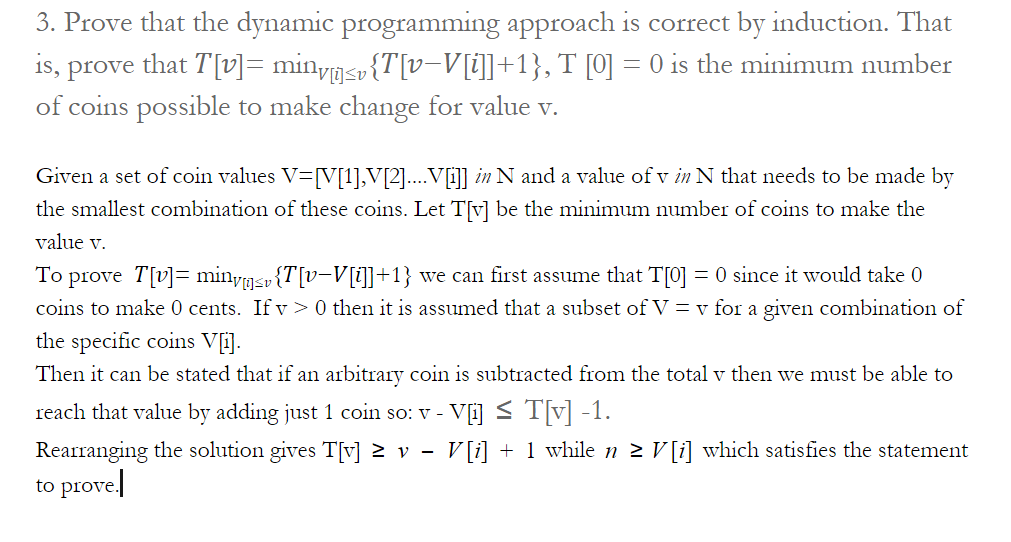 3. Prove that the dynamic programming approach is correct by induction. That
is, prove that T[v]= min_{V[i]≤v}{T[v−V[i]]+1}, T [0] = 0 is the minimum number
of coins possible to make change for value v.
Given a set of coin values V=[V[1],V[2]....V[i]] in N and a value of v in N that needs to be made by
the smallest combination of these coins. Let T[v] be the minimum number of coins to make the
value v.
To prove T[v]= min_{V[i]≤v}{T[v−V[i]]+1} we can first assume that T[0] = 0 since it would take 0
coins to make 0 cents. If v > 0 then it is assumed that a subset of V = v for a given combination of
the specific coins V[i].
Then it can be stated that if an arbitrary coin is subtracted from the total v then we must be able to
reach that value by adding just 1 coin so: v - V[i] ≤ T[v] -1.
Rearranging the solution gives T[v] ≥ v − V[i] + 1 while n ≥ V[i] which satisfies the statement
to prove.